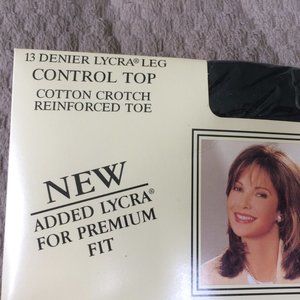 13 DENIER LYCRA® LEG
CONTROL TOP
COTTON CROTCH
REINFORCED TOE
NEW
ADDED LYCRA®
FOR PREMIUM
FIT